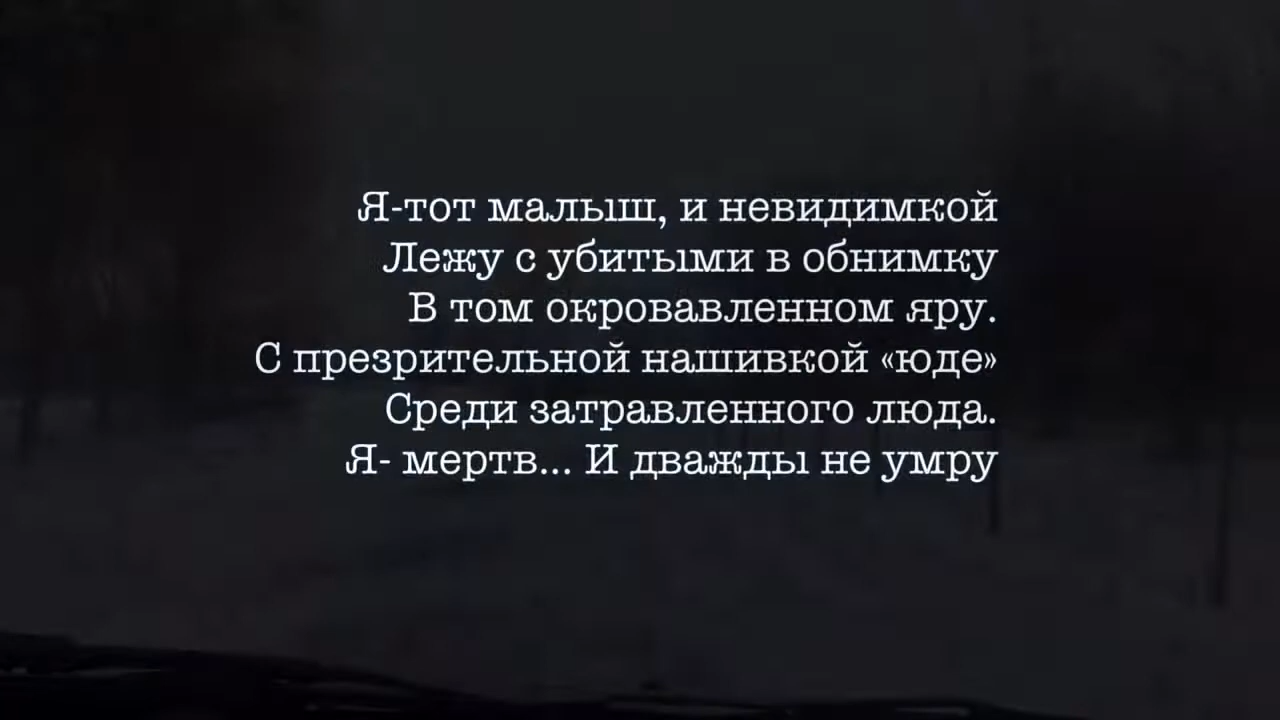 Я-тот малыш, и невидимкой
Лежу с убитыми в обнимку
В том окровавленном яру.
С презрительной нашивкой «юде»
Среди затравленного люда.
Я- мертв... И дважды не умру